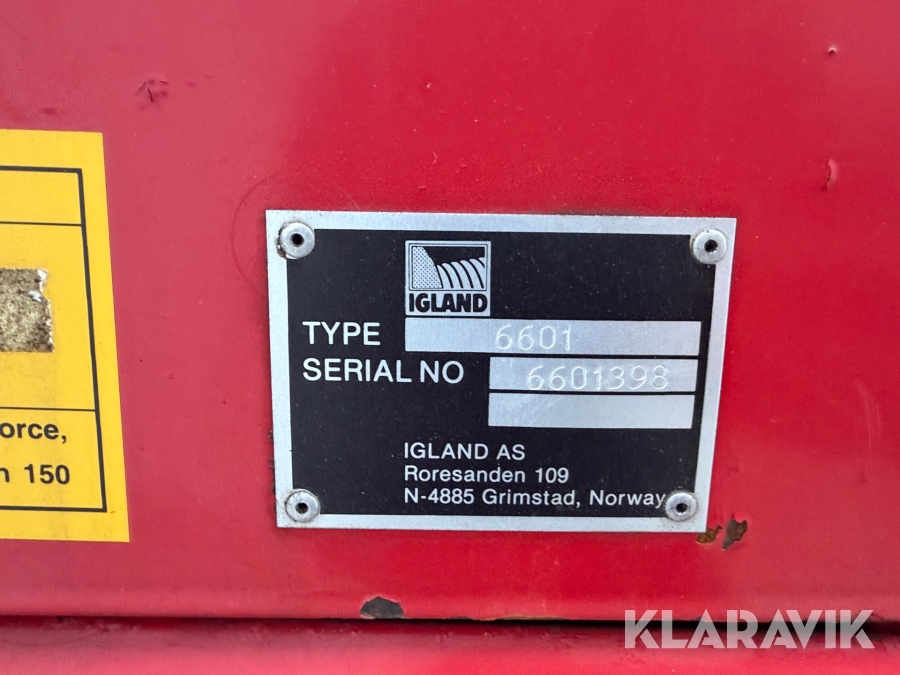 orce,
n 150
IGLAND
TYPE 6601
SERIAL NO 6601398
IGLAND AS
Roresanden 109
N-4885 Grimstad, Norway
KLARAVIK